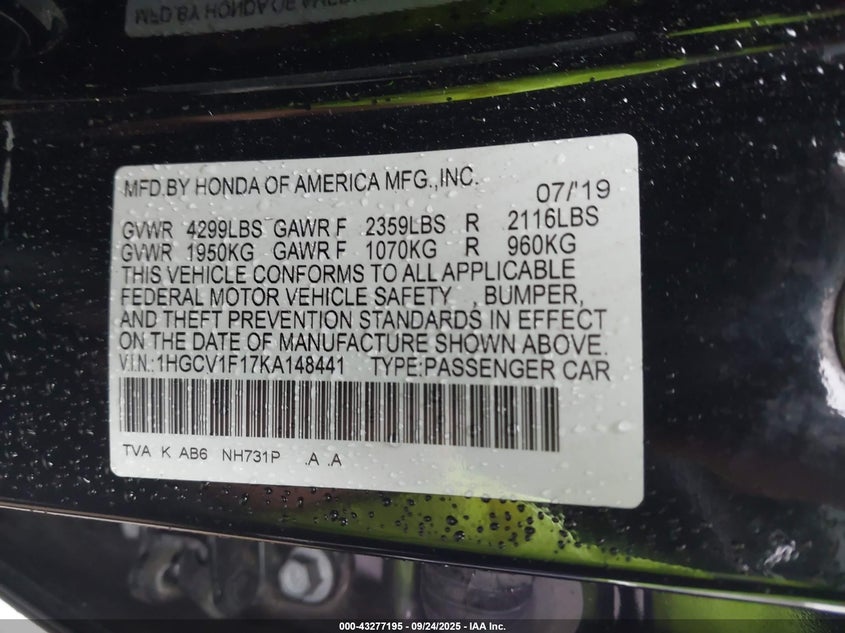 MFD.BY HONDA OF AMERICA MFG.,INC. 07/'19
GVWR 4299LBS GAWR F 2359LBS R 2116LBS
GVWR 1950KG GAWR F 1070KG R 960KG
THIS VEHICLE CONFORMS TO ALL APPLICABLE
FEDERAL MOTOR VEHICLE SAFETY , BUMPER,
AND THEFT PREVENTION STANDARDS IN EFFECT
ON THE DATE OF MANUFACTURE SHOWN ABOVE.
V.I.N.:1HGCV1F17KA148441 TYPE:PASSENGER CAR
TVA K AB6 NH731P .A .A
000-43277195 - 09/24/2025 - IAA Inc.